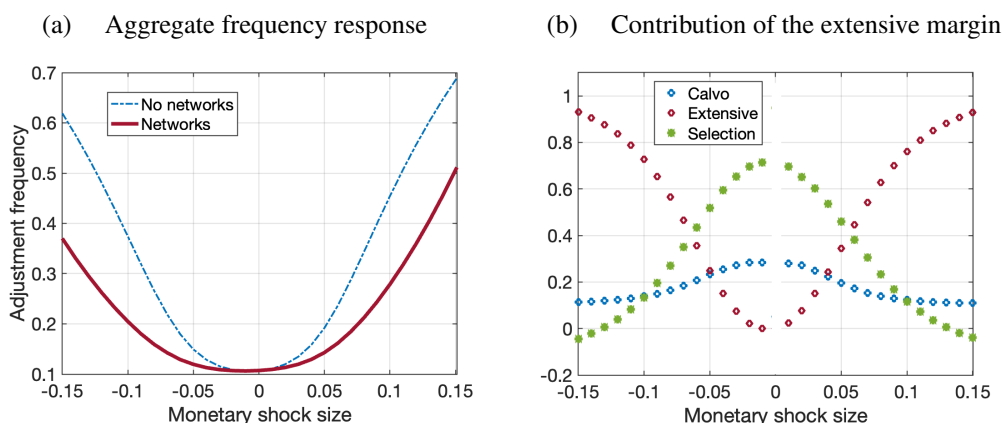 (a) Aggregate frequency response
0.7
0.6
0.5
0.4
0.3
0.2
0.1
Adjustment frequency
No networks
Networks
-0.15 -0.1 -0.05 0 0.05 0.1 0.15
Monetary shock size
(b) Contribution of the extensive margin
1
0.8
0.6
0.4
0.2
0
-0.2
Calvo
Extensive
Selection
-0.15 -0.1 -0.05 0 0.05 0.1 0.15
Monetary shock size